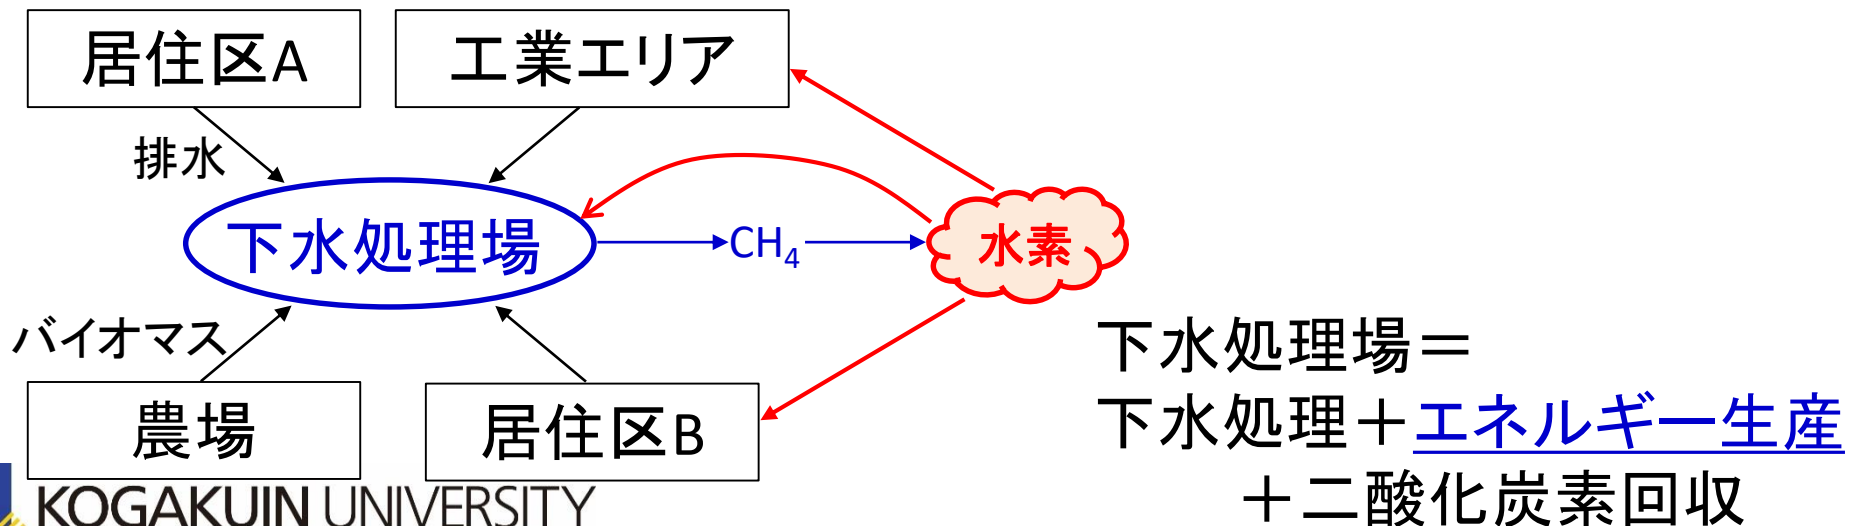 居住区A
工業エリア
排水
下水処理場
CH₄
水素
バイオマス
農場
居住区B
下水処理場＝
下水処理＋エネルギー生産
＋二酸化炭素回収
KOGAKUIN UNIVERSITY